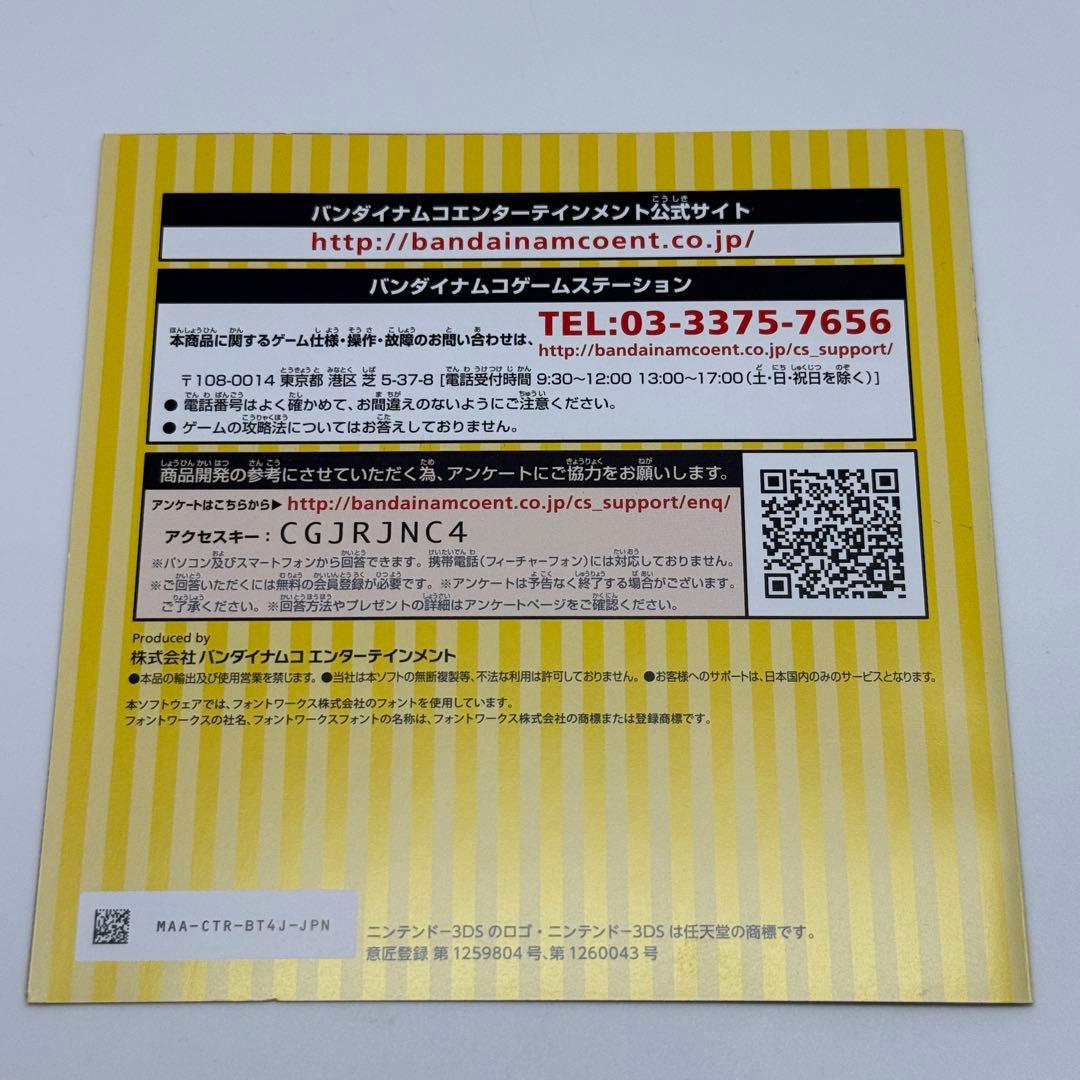 バンダイナムコエンターテインメント公式サイト
http://bandainamcoent.co.jp/
バンダイナムコゲームステーション
本商品に関するゲーム仕様・操作・故障のお問い合わせは、
TEL:03-3375-7656
http://bandainamcoent.co.jp/cs_support/
〒108-0014 東京都 港区 芝 5-37-8 [電話受付時間 9:30〜12:00 13:00〜17:00(土・日・祝日を除く)]
● 電話番号はよく確かめて、お間違えのないようにご注意ください。
● ゲームの攻略法についてはお答えしておりません。
商品開発の参考にさせていただく為、アンケートにご協力をお願いします。
アンケートはこちらから▶ http://bandainamcoent.co.jp/cs_support/enq/
アクセスキー : CGJRJNC4
※パソコン及びスマートフォンから回答できます。携帯電話(フィーチャーフォン)には対応しておりません。
※ご回答いただくには無料の会員登録が必要です。※アンケートは予告なく終了する場合がございます。
ご了承ください。※回答方法やプレゼントの詳細はアンケートページをご確認ください。
Produced by
株式会社 バンダイナムコ エンターテインメント
●本品の輸出及び使用営業を禁じます。●当社は本ソフトの無断複製等、不法な利用は許可しておりません。●お客様へのサポートは、日本国内のみのサービスとなります。
本ソフトウェアでは、フォントワークス株式会社のフォントを使用しています。
フォントワークスの社名、フォントワークスフォントの名称は、フォントワークス株式会社の商標または登録商標です。
MAA-CTR-BT4J-JPN
ニンテンドー3DS のロゴ・ニンテンドー3DS は任天堂の商標です。
意匠登録 第 1259804 号、第 1260043 号